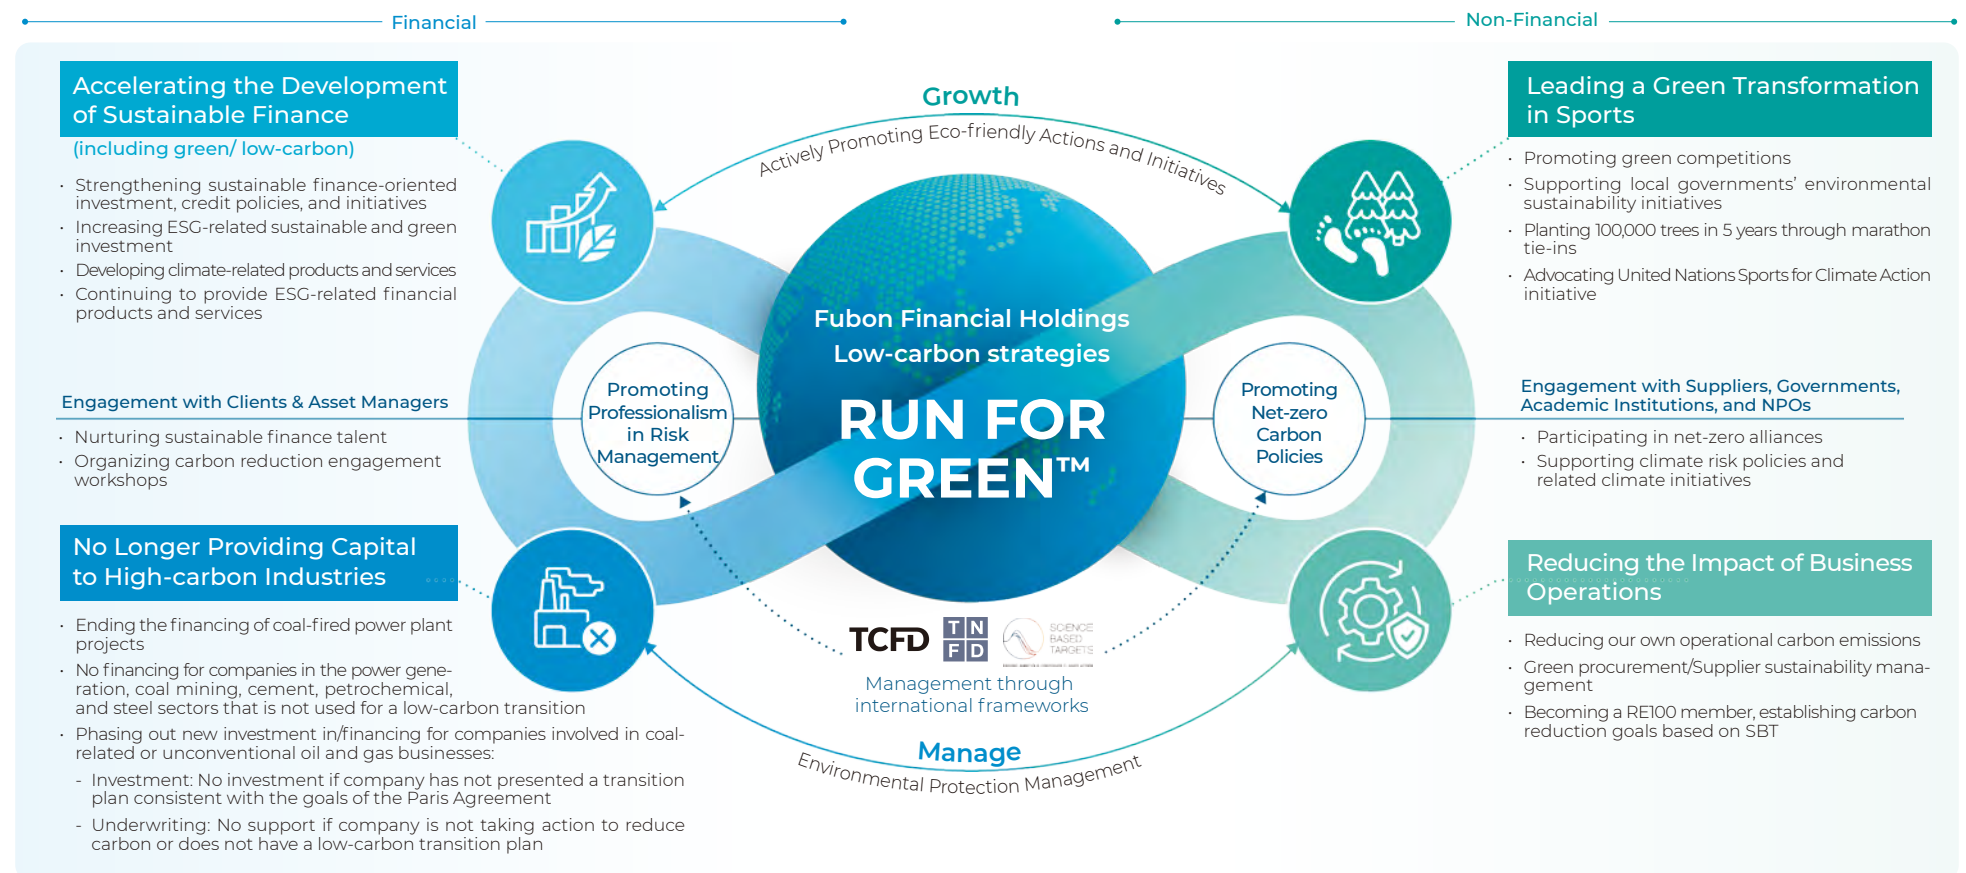 Financial
Non-Financial
Accelerating the Development
of Sustainable Finance
(including green/ low-carbon)
· Strengthening sustainable finance-oriented
investment, credit policies, and initiatives
· Increasing ESG-related sustainable and green
investment
· Developing climate-related products and services
· Continuing to provide ESG-related financial
products and services
Engagement with Clients & Asset Managers
· Nurturing sustainable finance talent
· Organizing carbon reduction engagement
workshops
No Longer Providing Capital
to High-carbon Industries
· Ending the financing of coal-fired power plant
projects
· No financing for companies in the power gene-
ration, coal mining, cement, petrochemical,
and steel sectors that is not used for a low-carbon transition
· Phasing out new investment in/financing for companies involved in coal-
related or unconventional oil and gas businesses:
- Investment: No investment if company has not presented a transition
plan consistent with the goals of the Paris Agreement
- Underwriting: No support if company is not taking action to reduce
carbon or does not have a low-carbon transition plan
Growth
Actively Promoting Eco-friendly Actions and Initiatives
Fubon Financial Holdings
Low-carbon strategies
RUN FOR
GREEN™
Promoting
Professionalism
in Risk
Management
Promoting
Net-zero
Carbon
Policies
TCFD
TN
FD
SCIENCE
BASED
TARGETS
Management through
international frameworks
Manage
Environmental Protection Management
Leading a Green Transformation
in Sports
· Promoting green competitions
· Supporting local governments’ environmental
sustainability initiatives
· Planting 100,000 trees in 5 years through marathon
tie-ins
· Advocating United Nations Sports for Climate Action
initiative
Engagement with Suppliers, Governments,
Academic Institutions, and NPOs
· Participating in net-zero alliances
· Supporting climate risk policies and
related climate initiatives
Reducing the Impact of Business
Operations
· Reducing our own operational carbon emissions
· Green procurement/Supplier sustainability mana-
gement
· Becoming a RE100 member, establishing carbon
reduction goals based on SBT